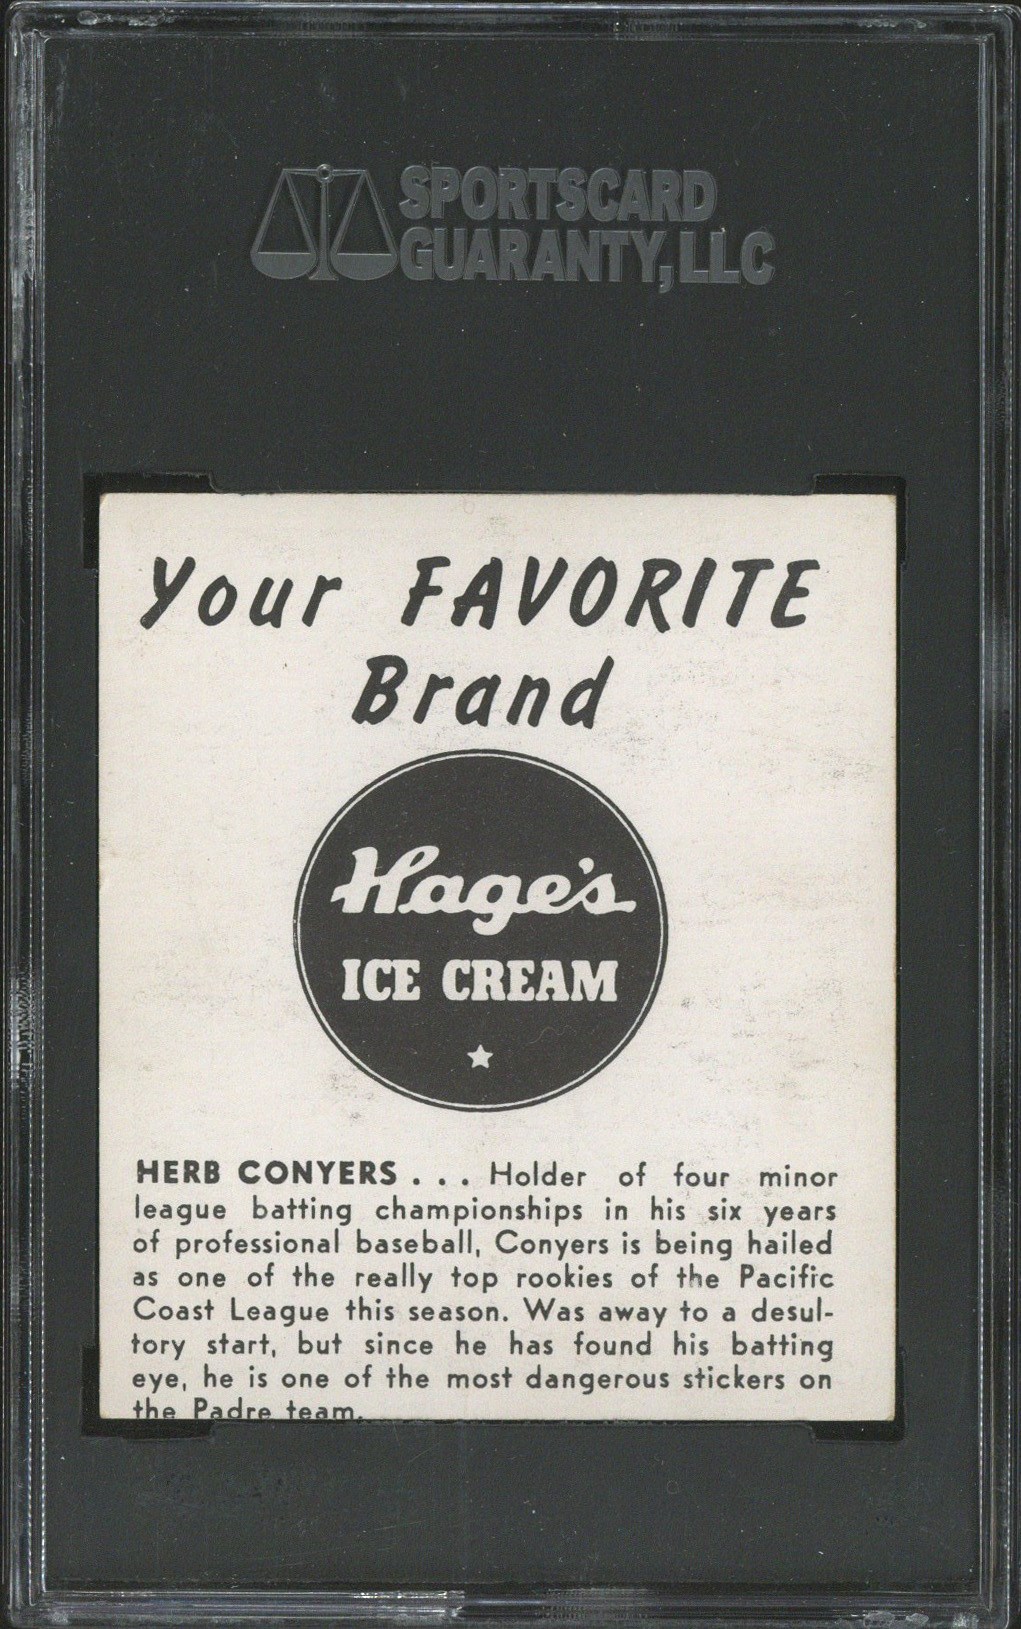 SPORTSCARD
GUARANTY, LLC
Your FAVORITE
Brand
Hage's
ICE CREAM
HERB CONYERS . . . Holder of four minor
league batting championships in his six years
of professional baseball, Conyers is being hailed
as one of the really top rookies of the Pacific
Coast League this season. Was away to a desul-
tory start, but since he has found his batting
eye, he is one of the most dangerous stickers on
the Padre team.